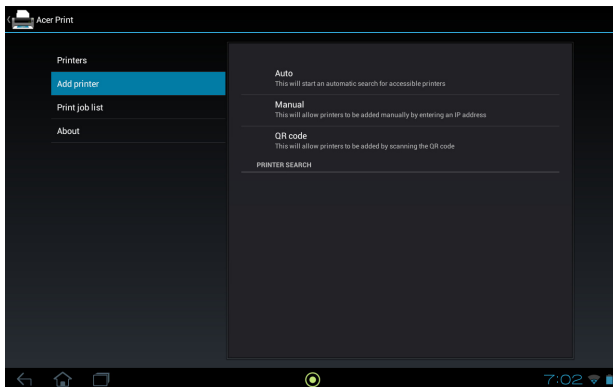 Acer Print
Printers
Add printer
Print job list
About
Auto
This will start an automatic search for accessible printers
Manual
This will allow printers to be added manually by entering an IP address
QR code
This will allow printers to be added by scanning the QR code
PRINTER SEARCH
7:02